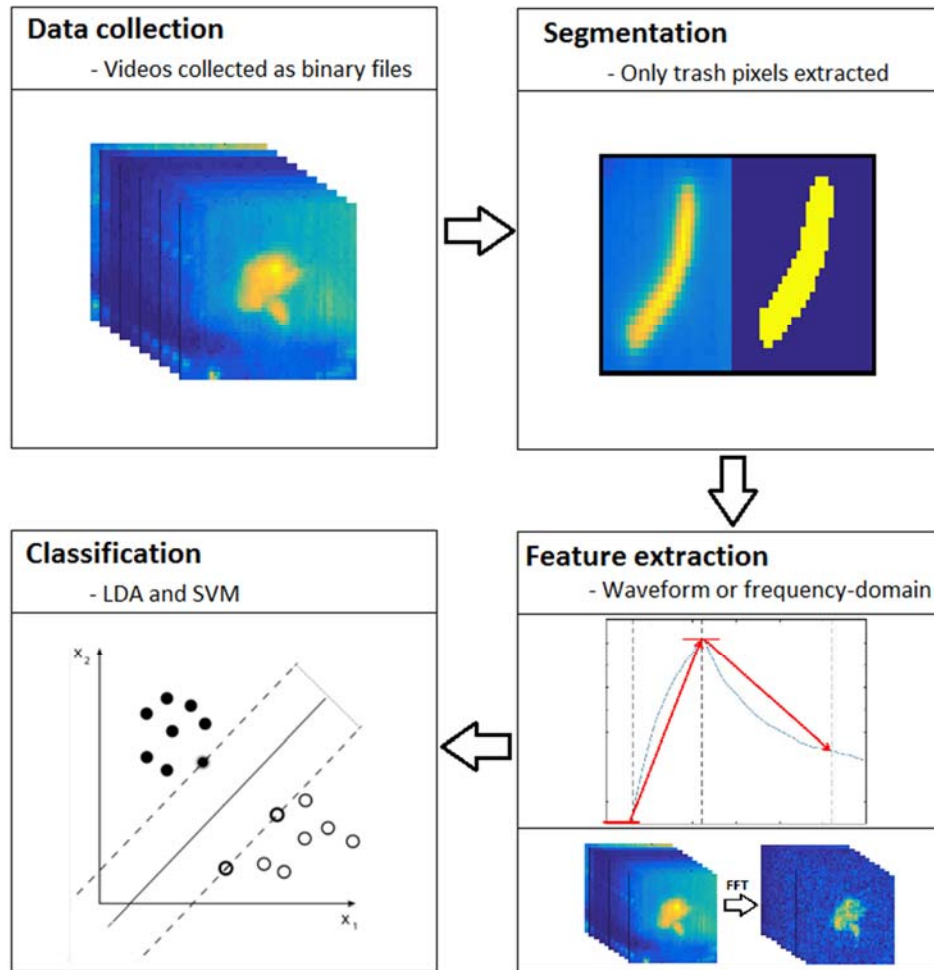 Data collection
- Videos collected as binary files
Segmentation
- Only trash pixels extracted
Feature extraction
- Waveform or frequency-domain
FFT
Classification
- LDA and SVM
X2
X1